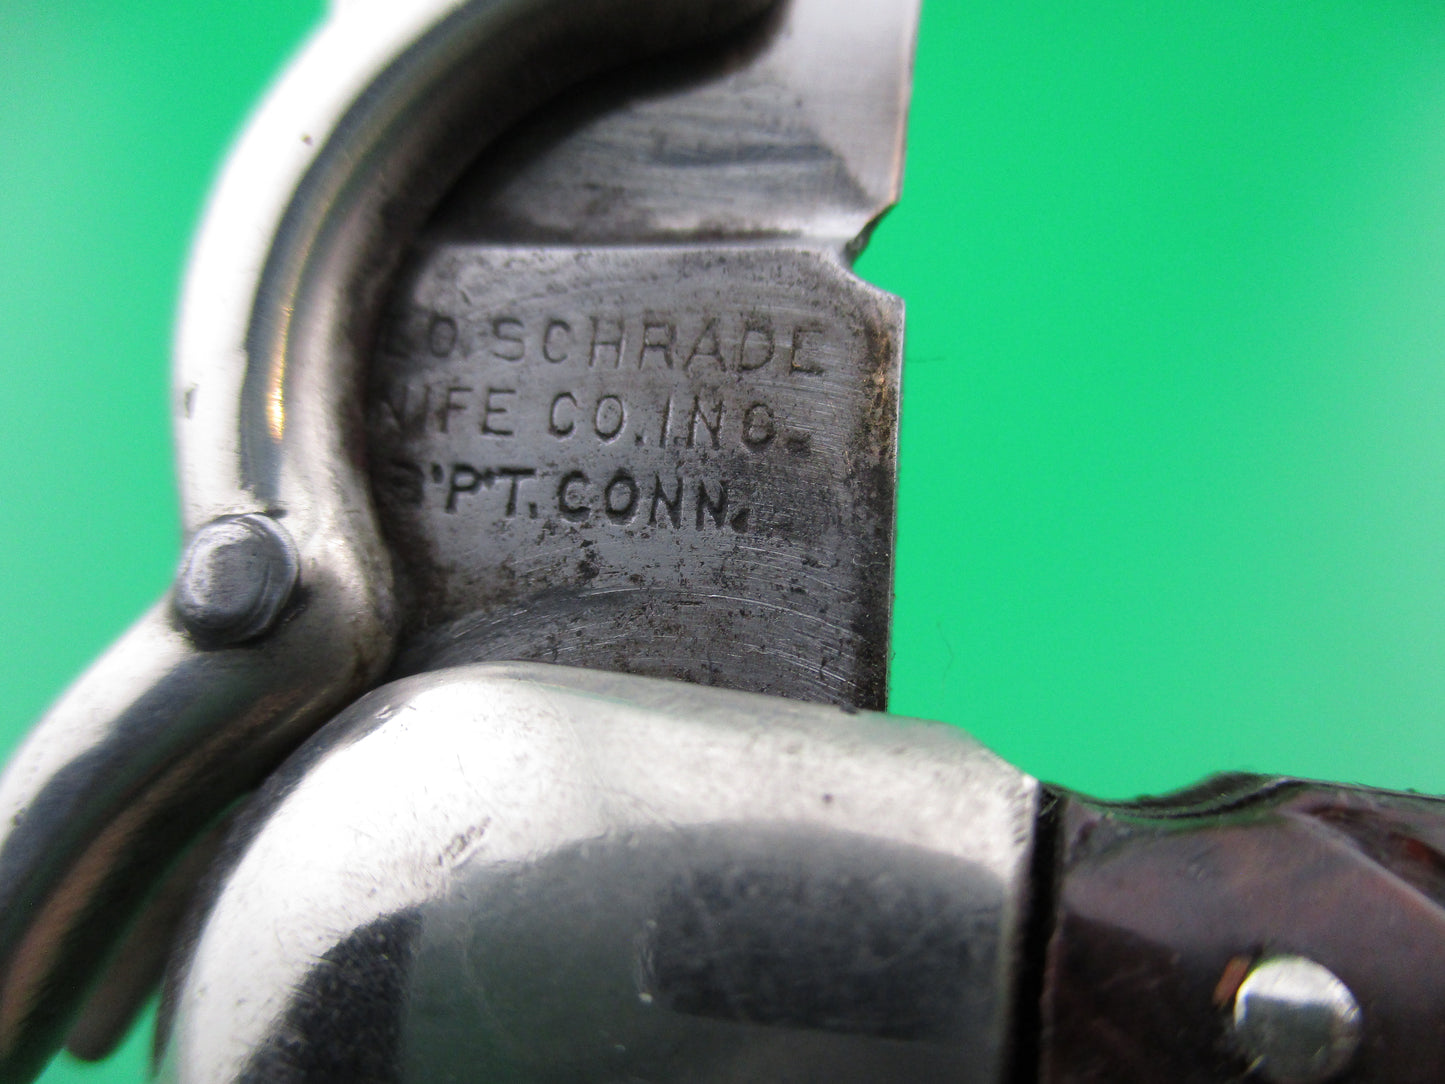 EO. SCHRADE
NIFE CO. INC.
B'P'T. CONN.